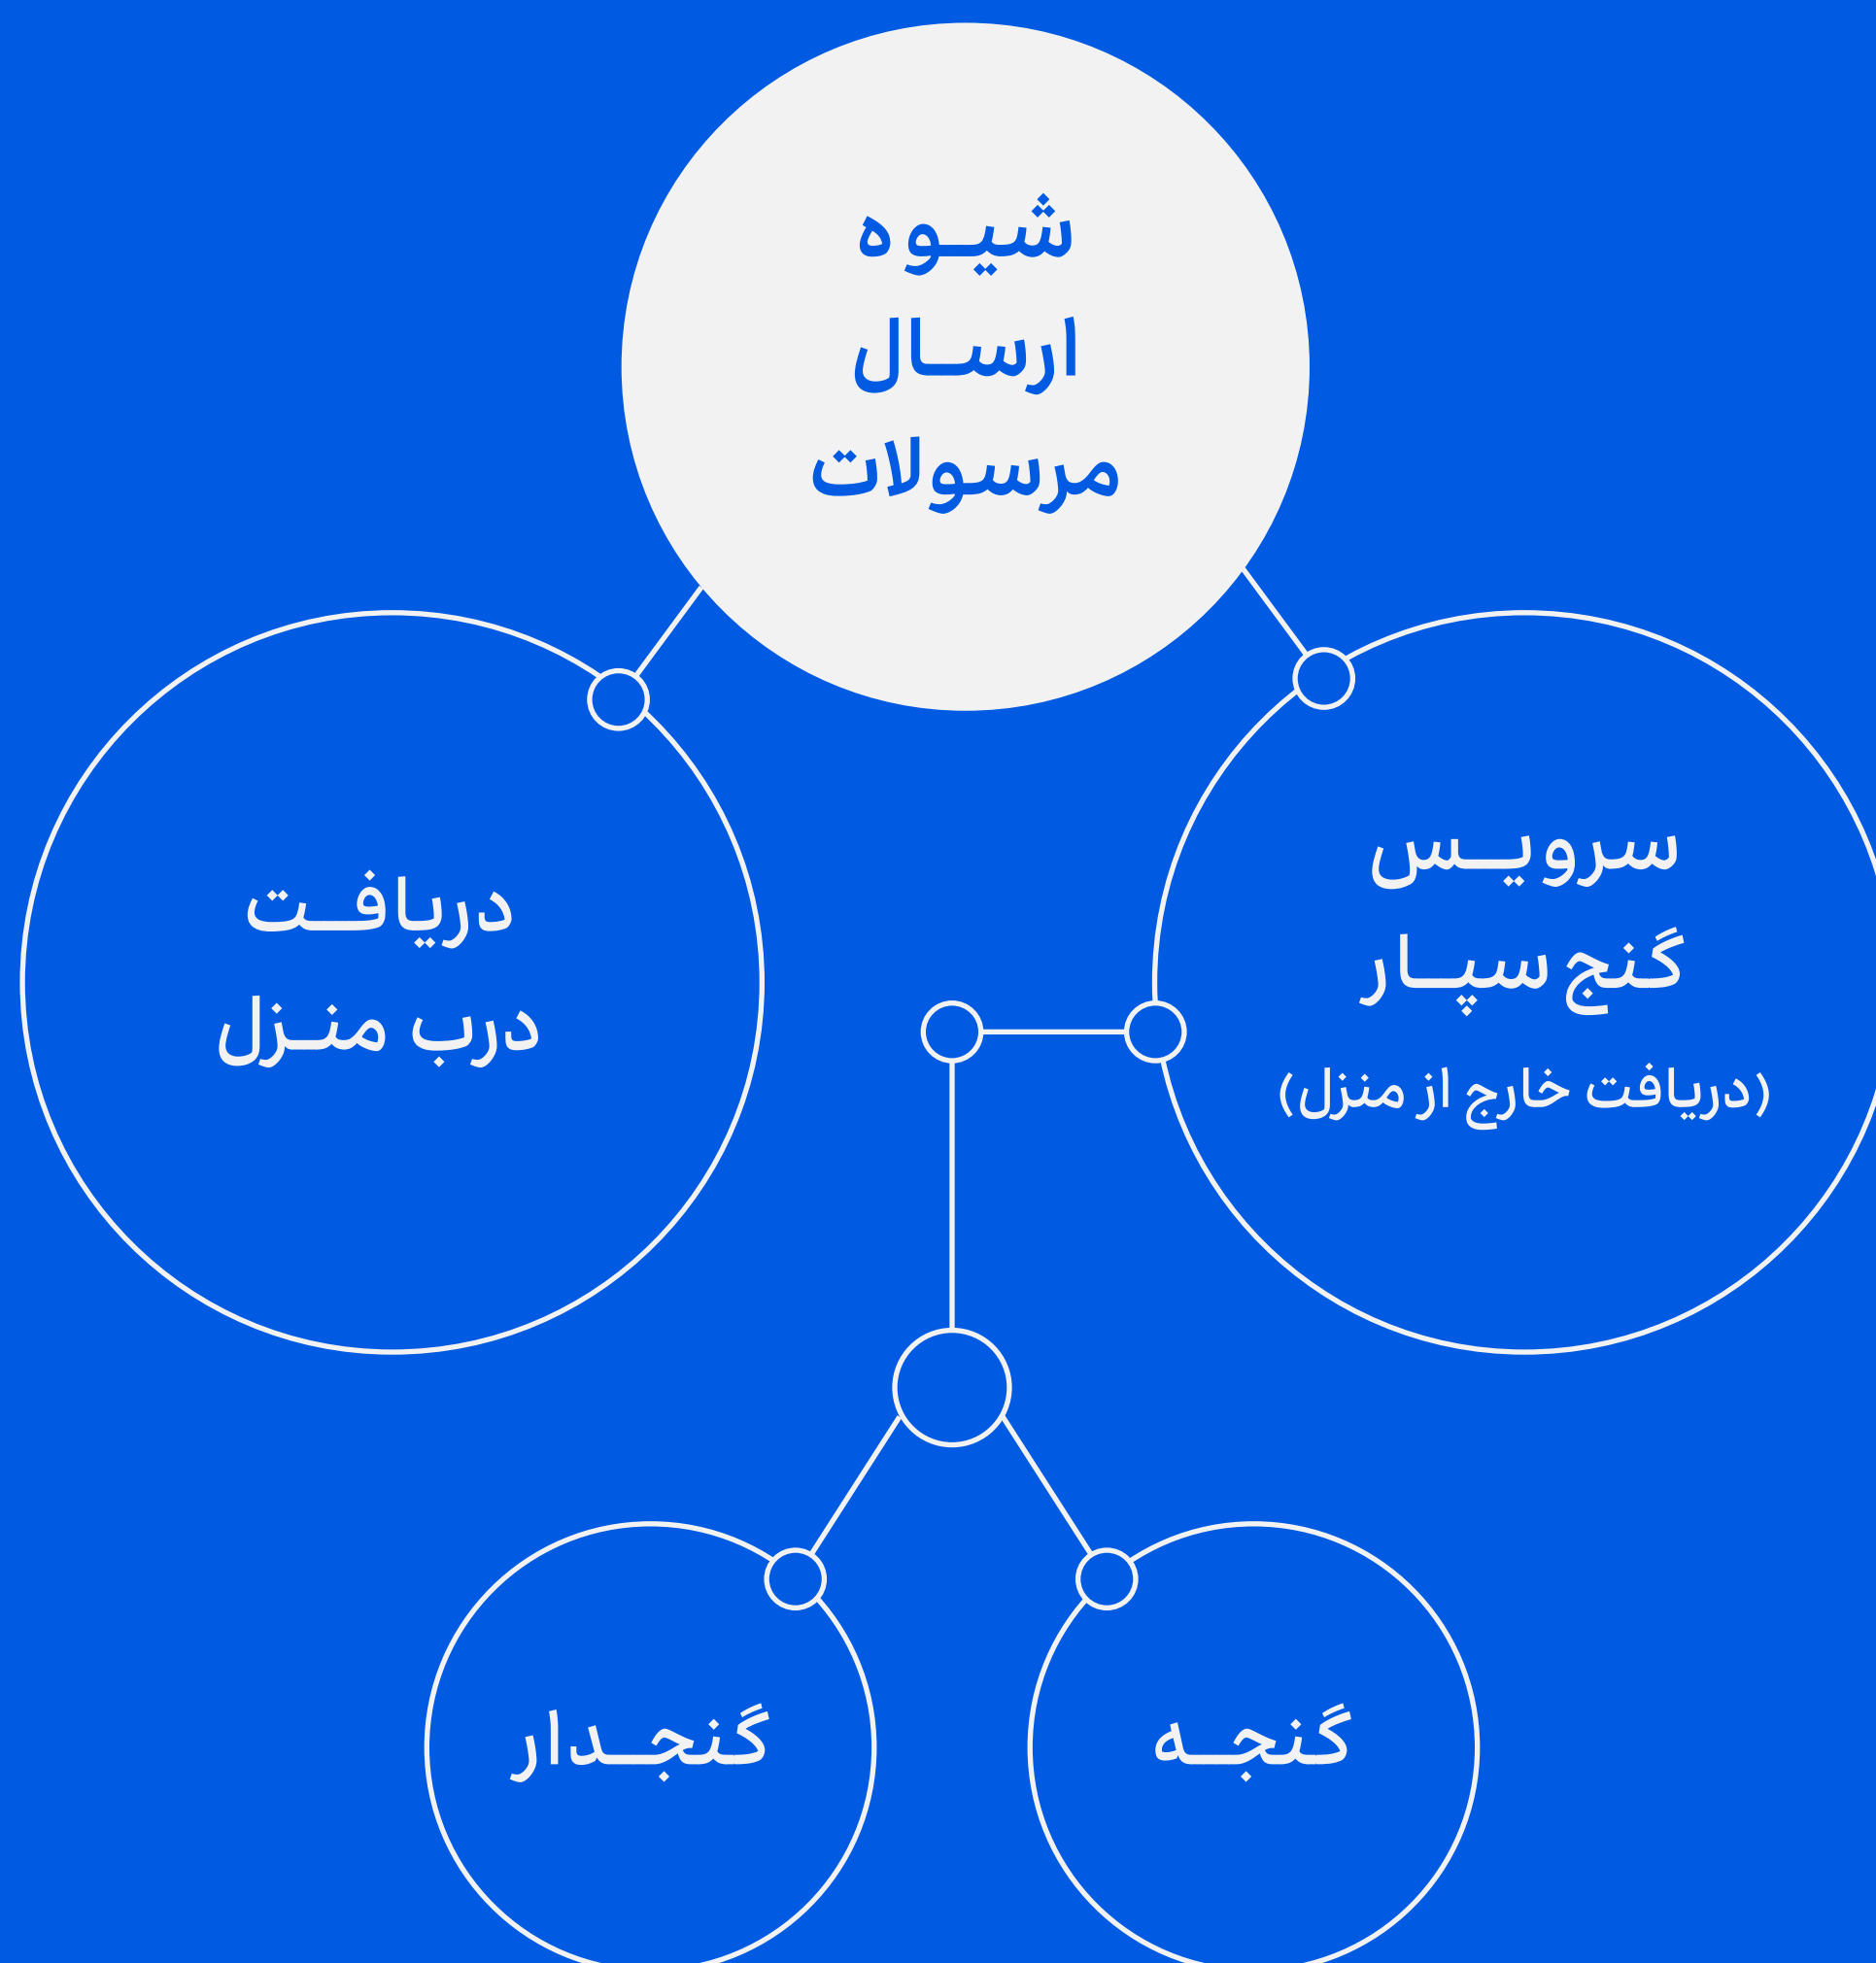 شیوه
ارسال
مرسولات
سرویس
گنج سپار
(دریافت خارج از منزل)
دریافت
درب منزل
گنجه
گنجدار